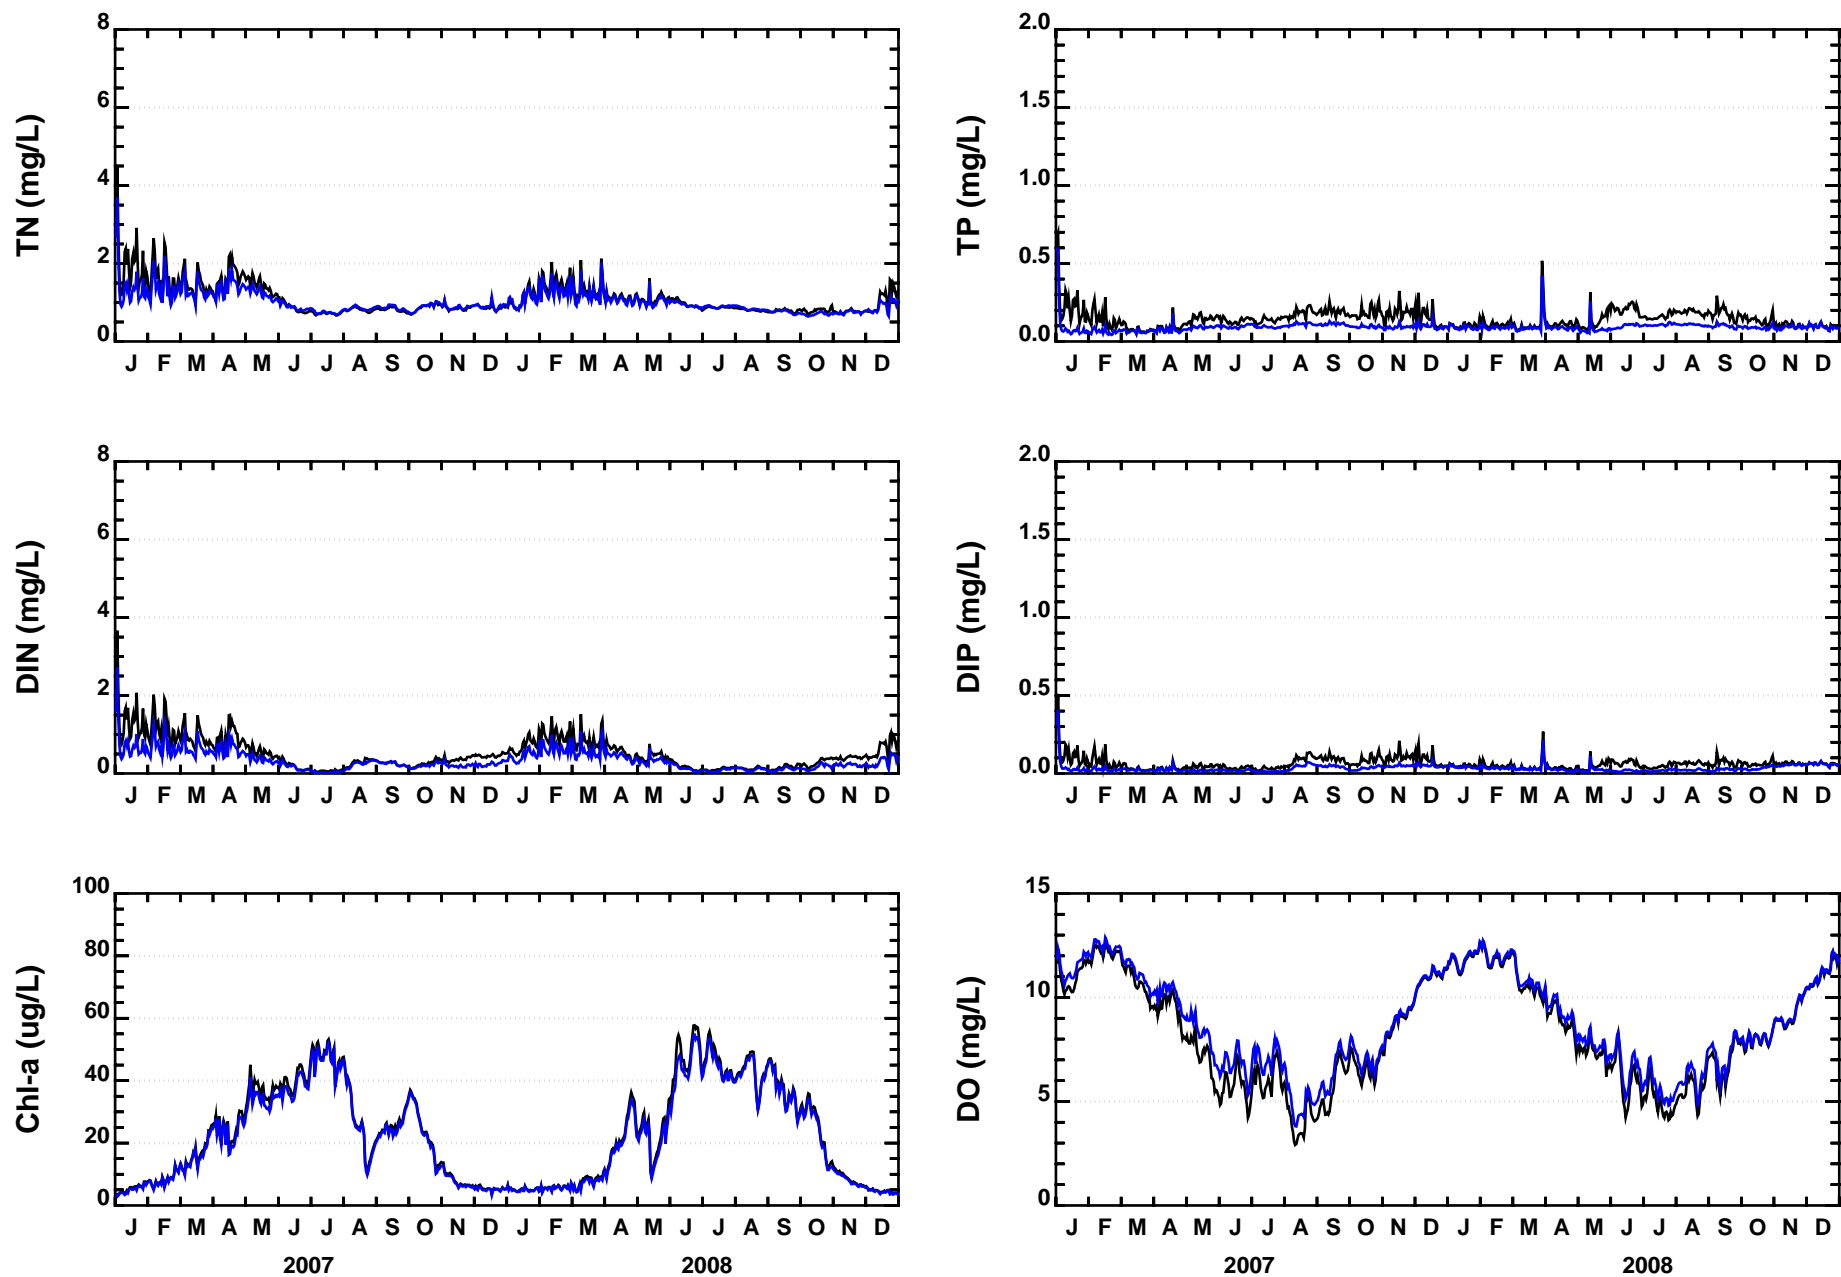 TN (mg/L)
8
6
4
2
0
J F M A M J J A S O N D J F M A M J J A S O N D
TP (mg/L)
2.0
1.5
1.0
0.5
0.0
J F M A M J J A S O N D J F M A M J J A S O N D
DIN (mg/L)
8
6
4
2
0
J F M A M J J A S O N D J F M A M J J A S O N D
DIP (mg/L)
2.0
1.5
1.0
0.5
0.0
J F M A M J J A S O N D J F M A M J J A S O N D
Chl-a (ug/L)
100
80
60
40
20
0
J F M A M J J A S O N D J F M A M J J A S O N D
2007 2008
DO (mg/L)
15
10
5
0
J F M A M J J A S O N D J F M A M J J A S O N D
2007 2008